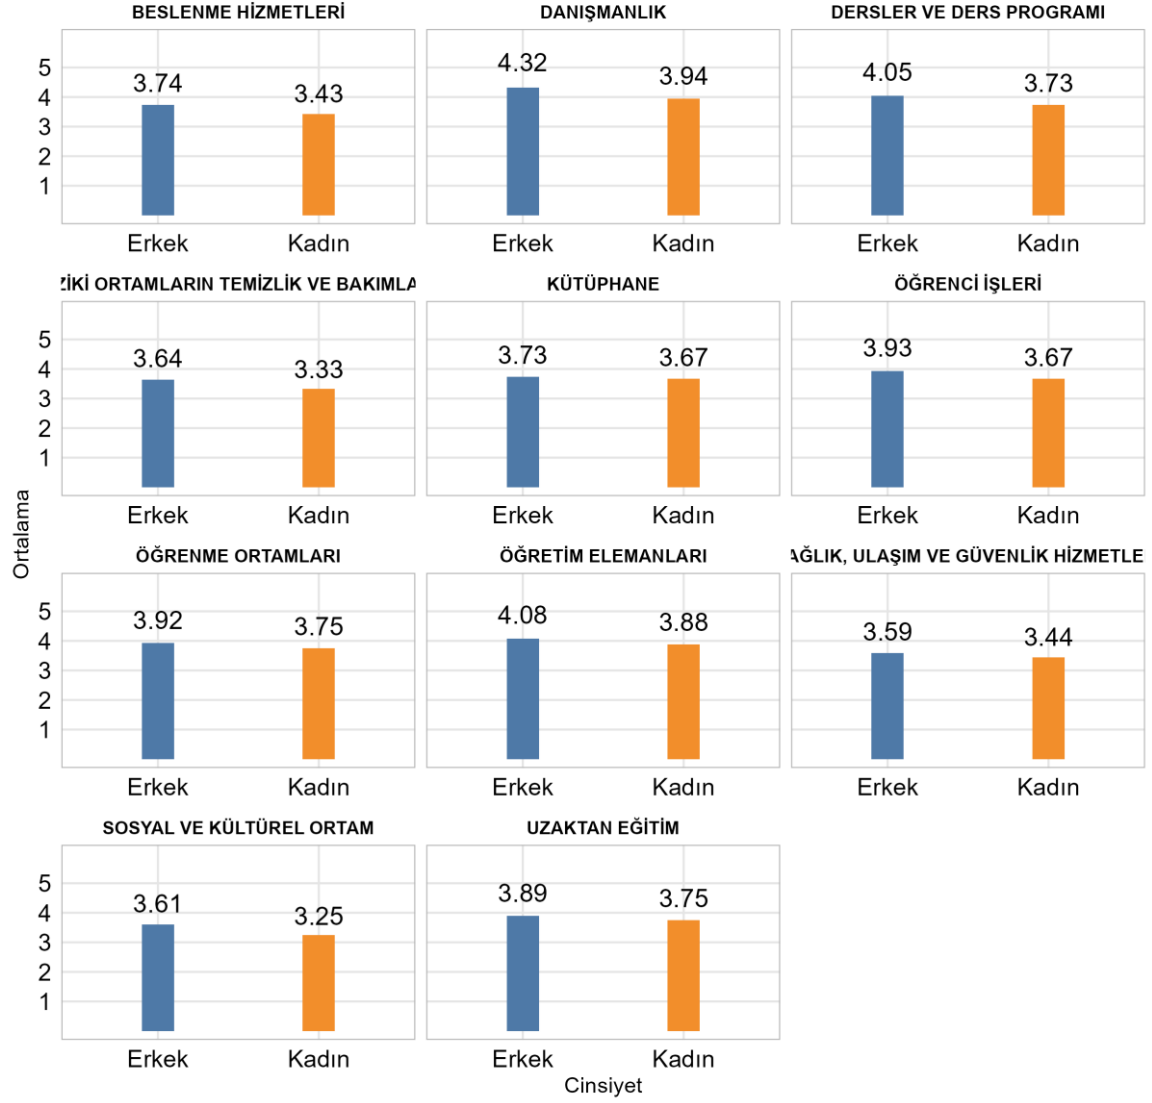 BESLENME HİZMETLERİ
DANIŞMANLIK
DERSLER VE DERS PROGRAMI
5
4
3
2
1
3.74
3.43
4.32
3.94
4.05
3.73
Erkek
Kadın
Erkek
Kadın
Erkek
Kadın
ZİKİ ORTAMLARIN TEMİZLİK VE BAKIMLA
KÜTÜPHANE
ÖĞRENCİ İŞLERİ
5
4
3
2
1
3.64
3.33
3.73
3.67
3.93
3.67
Erkek
Kadın
Erkek
Kadın
Erkek
Kadın
Ortalama
ÖĞRENME ORTAMLARI
ÖĞRETİM ELEMANLARI
AĞLIK, ULAŞIM VE GÜVENLİK HİZMETLE
5
4
3
2
1
3.92
3.75
4.08
3.88
3.59
3.44
Erkek
Kadın
Erkek
Kadın
Erkek
Kadın
SOSYAL VE KÜLTÜREL ORTAM
UZAKTAN EĞİTİM
5
4
3
2
1
3.61
3.25
3.89
3.75
Erkek
Kadın
Erkek
Kadın
Cinsiyet